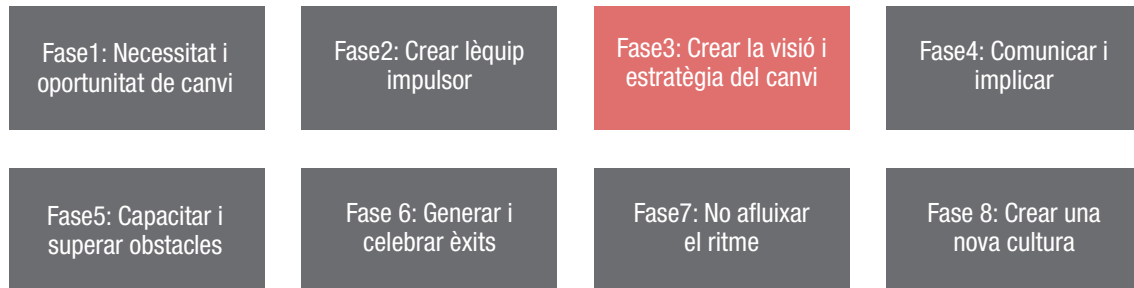 Fase1: Necessitat i
oportunitat de canvi
Fase2: Crear lèquip
impulsor
Fase3: Crear la visió i
estratègia del canvi
Fase4: Comunicar i
implicar
Fase5: Capacitar i
superar obstacles
Fase 6: Generar i
celebrar èxits
Fase7: No afluixar
el ritme
Fase 8: Crear una
nova cultura